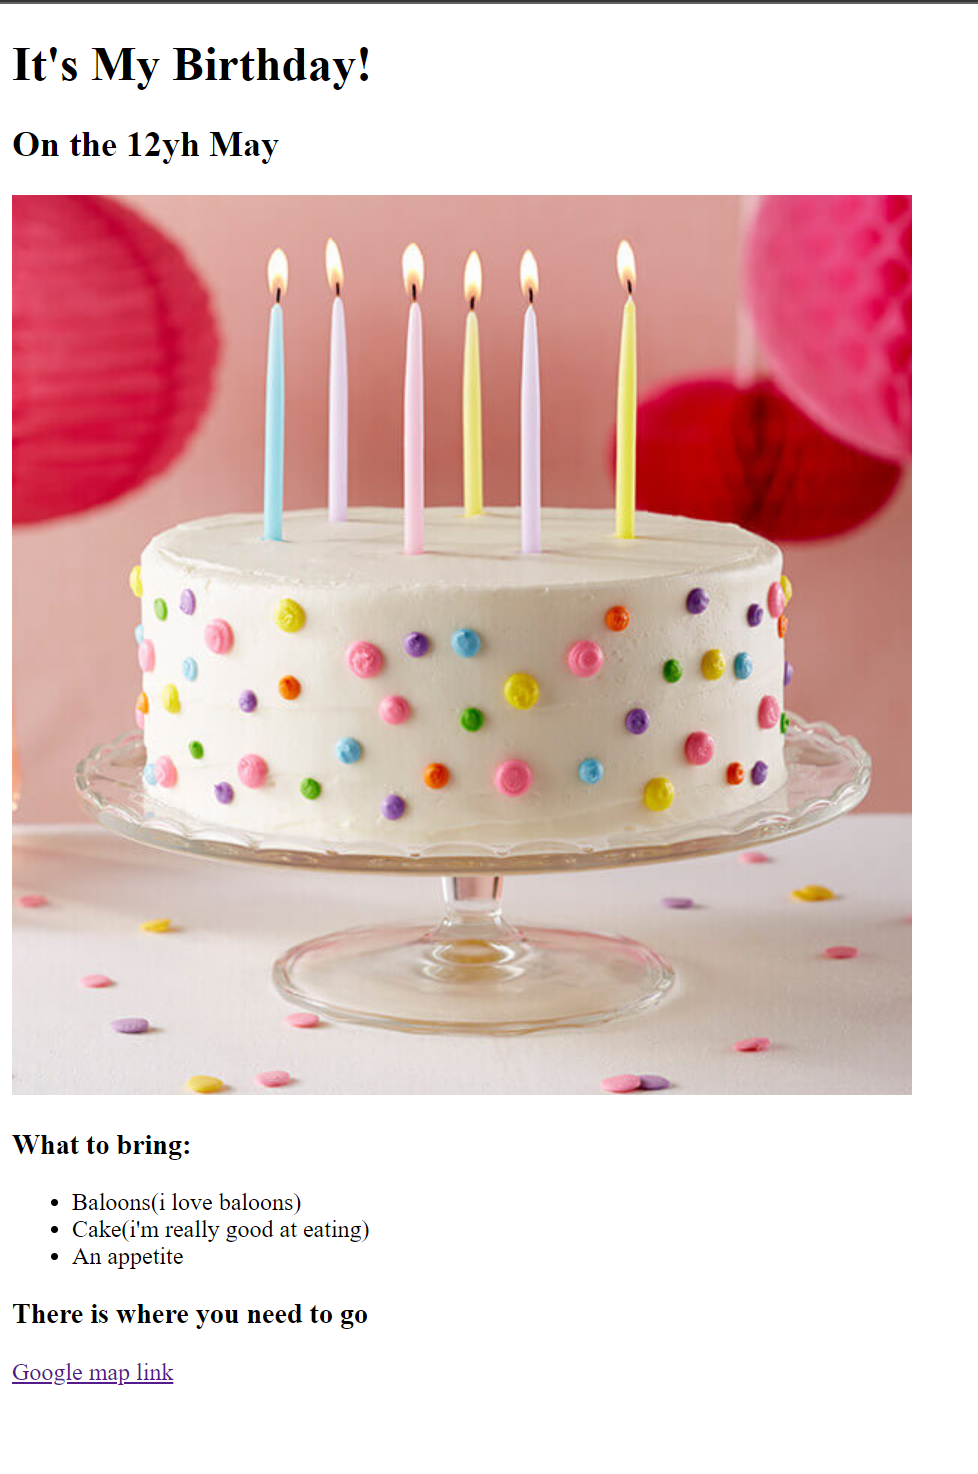 It's My Birthday!
On the 12yh May
What to bring:
Baloons(i love baloons)
Cake(i'm really good at eating)
An appetite
There is where you need to go
Google map link